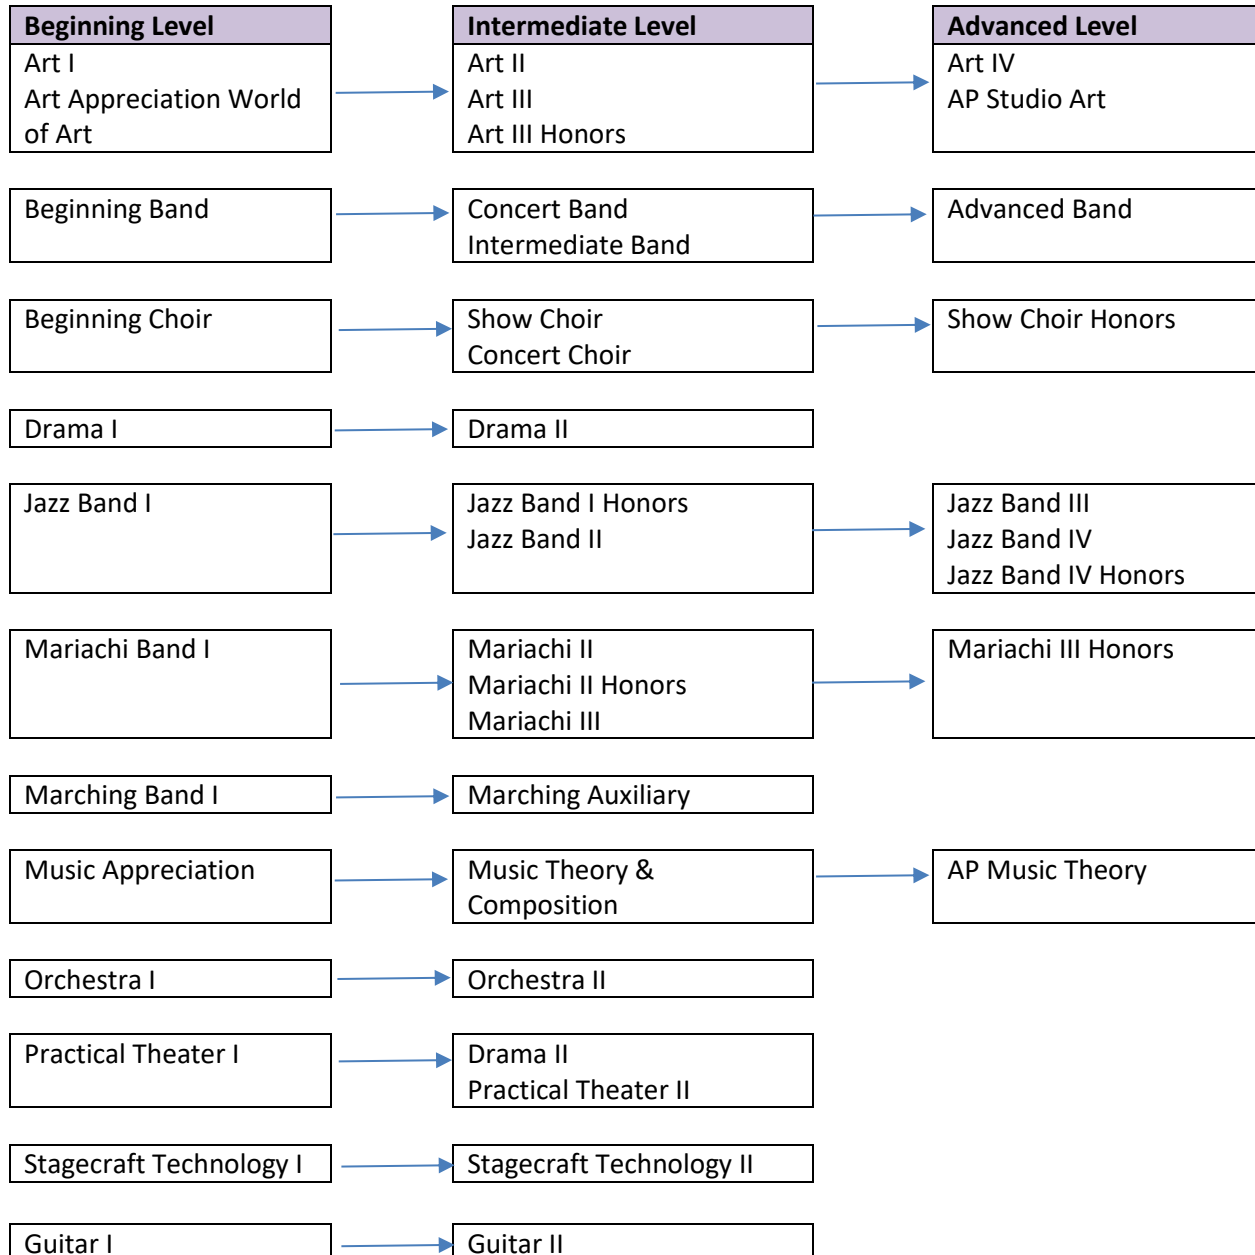 Beginning Level
Intermediate Level
Advanced Level
Art I
Art Appreciation World
of Art
Art II
Art III
Art III Honors
Art IV
AP Studio Art
Beginning Band
Concert Band
Intermediate Band
Advanced Band
Beginning Choir
Show Choir
Concert Choir
Show Choir Honors
Drama I
Drama II
Jazz Band I
Jazz Band I Honors
Jazz Band II
Jazz Band III
Jazz Band IV
Jazz Band IV Honors
Mariachi Band I
Mariachi II
Mariachi II Honors
Mariachi III
Mariachi III Honors
Marching Band I
Marching Auxiliary
Music Appreciation
Music Theory &
Composition
AP Music Theory
Orchestra I
Orchestra II
Practical Theater I
Drama II
Practical Theater II
Stagecraft Technology I
Stagecraft Technology II
Guitar I
Guitar II